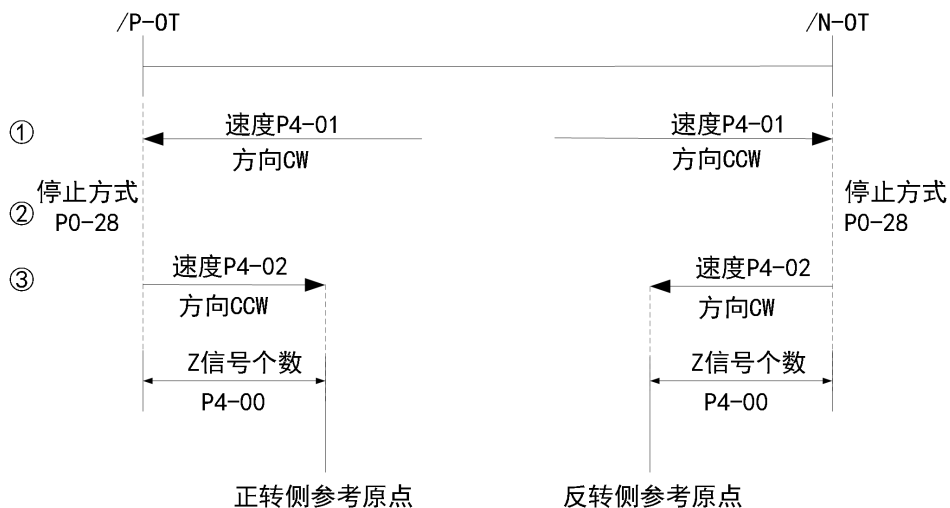 /P-OT
/N-OT
①
速度P4-01
方向CW
速度P4-01
方向CCW
停止方式
②
P0-28
停止方式
P0-28
③
速度P4-02
方向CCW
速度P4-02
方向CW
Z信号个数
P4-00
Z信号个数
P4-00
正转侧参考原点
反转侧参考原点